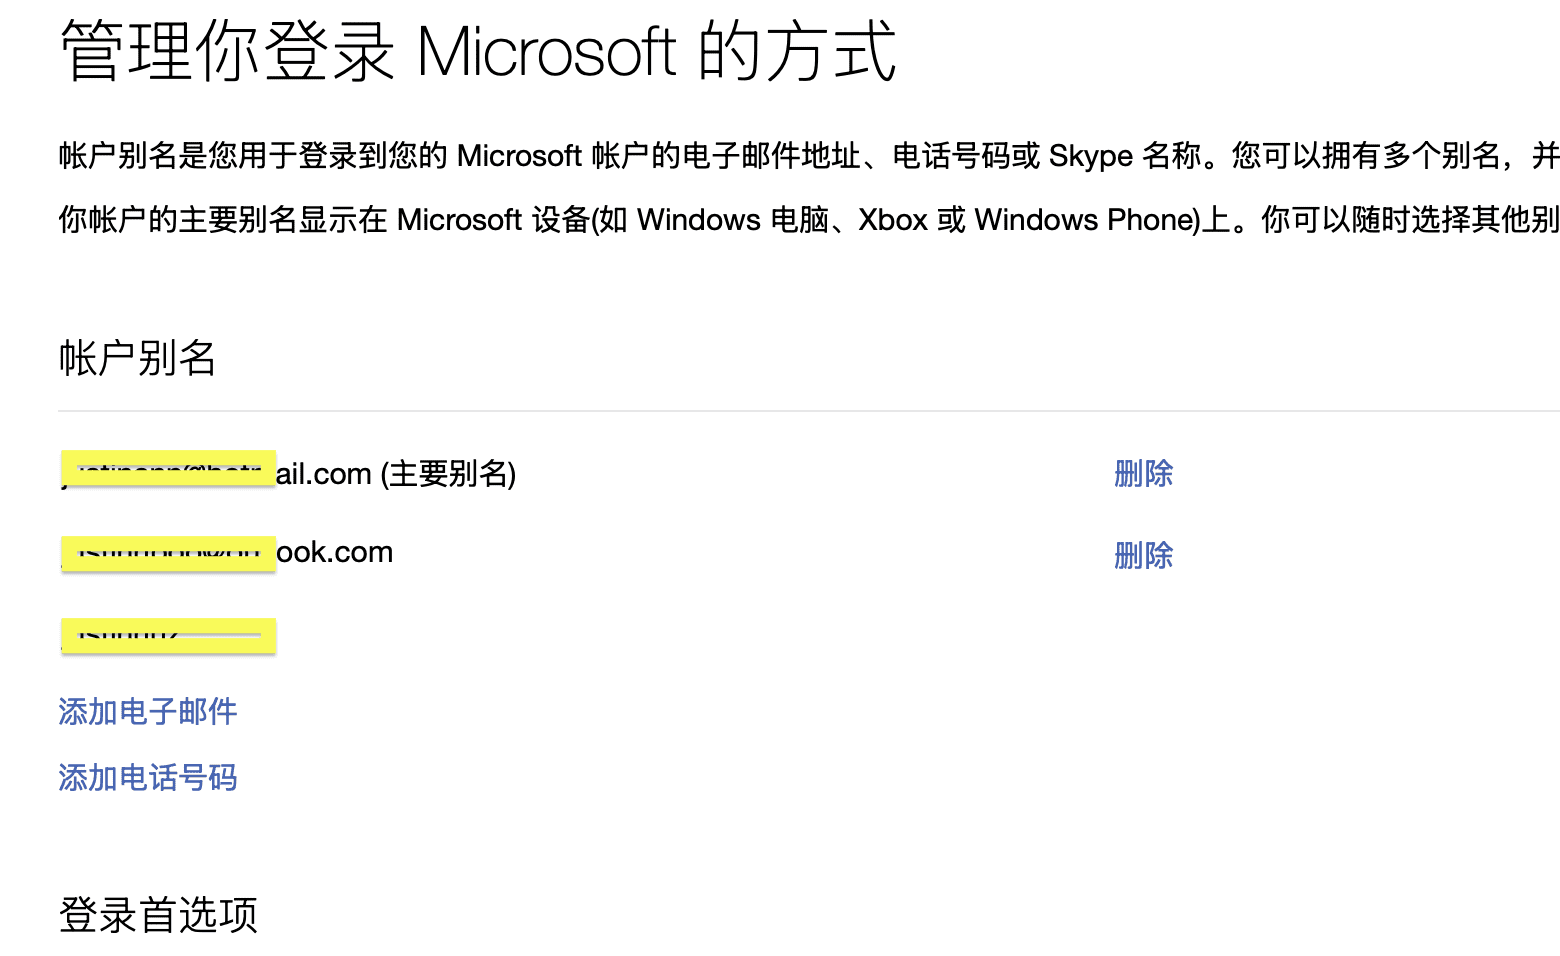 管理你登录 Microsoft 的方式
帐户别名是您用于登录到您的 Microsoft 帐户的电子邮件地址、电话号码或 Skype 名称。您可以拥有多个别名，并
你帐户的主要别名显示在 Microsoft 设备(如 Windows 电脑、Xbox 或 Windows Phone)上。你可以随时选择其他别
帐户别名
ail.com (主要别名) 删除
ook.com 删除
添加电子邮件
添加电话号码
登录首选项